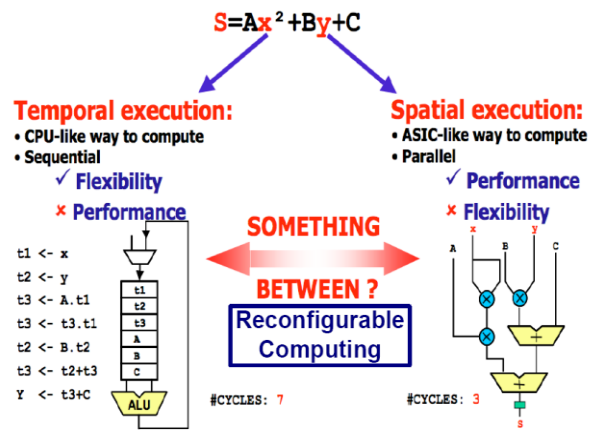 S=Ax²+By+C
Temporal execution:
• CPU-like way to compute
• Sequential
✓ Flexibility
✘ Performance
Spatial execution:
• ASIC-like way to compute
• Parallel
✓ Performance
✘ Flexibility
SOMETHING
BETWEEN ?
Reconfigurable
Computing
t1 <- x
t2 <- y
t3 <- A.t1
t3 <- t3.t1
t2 <- B.t2
t3 <- t2+t3
Y <- t3+C
t1
t2
t3
A
B
C
ALU
#CYCLES: 7
x
y
A
B
C
×
×
×
+
+
S
#CYCLES: 3